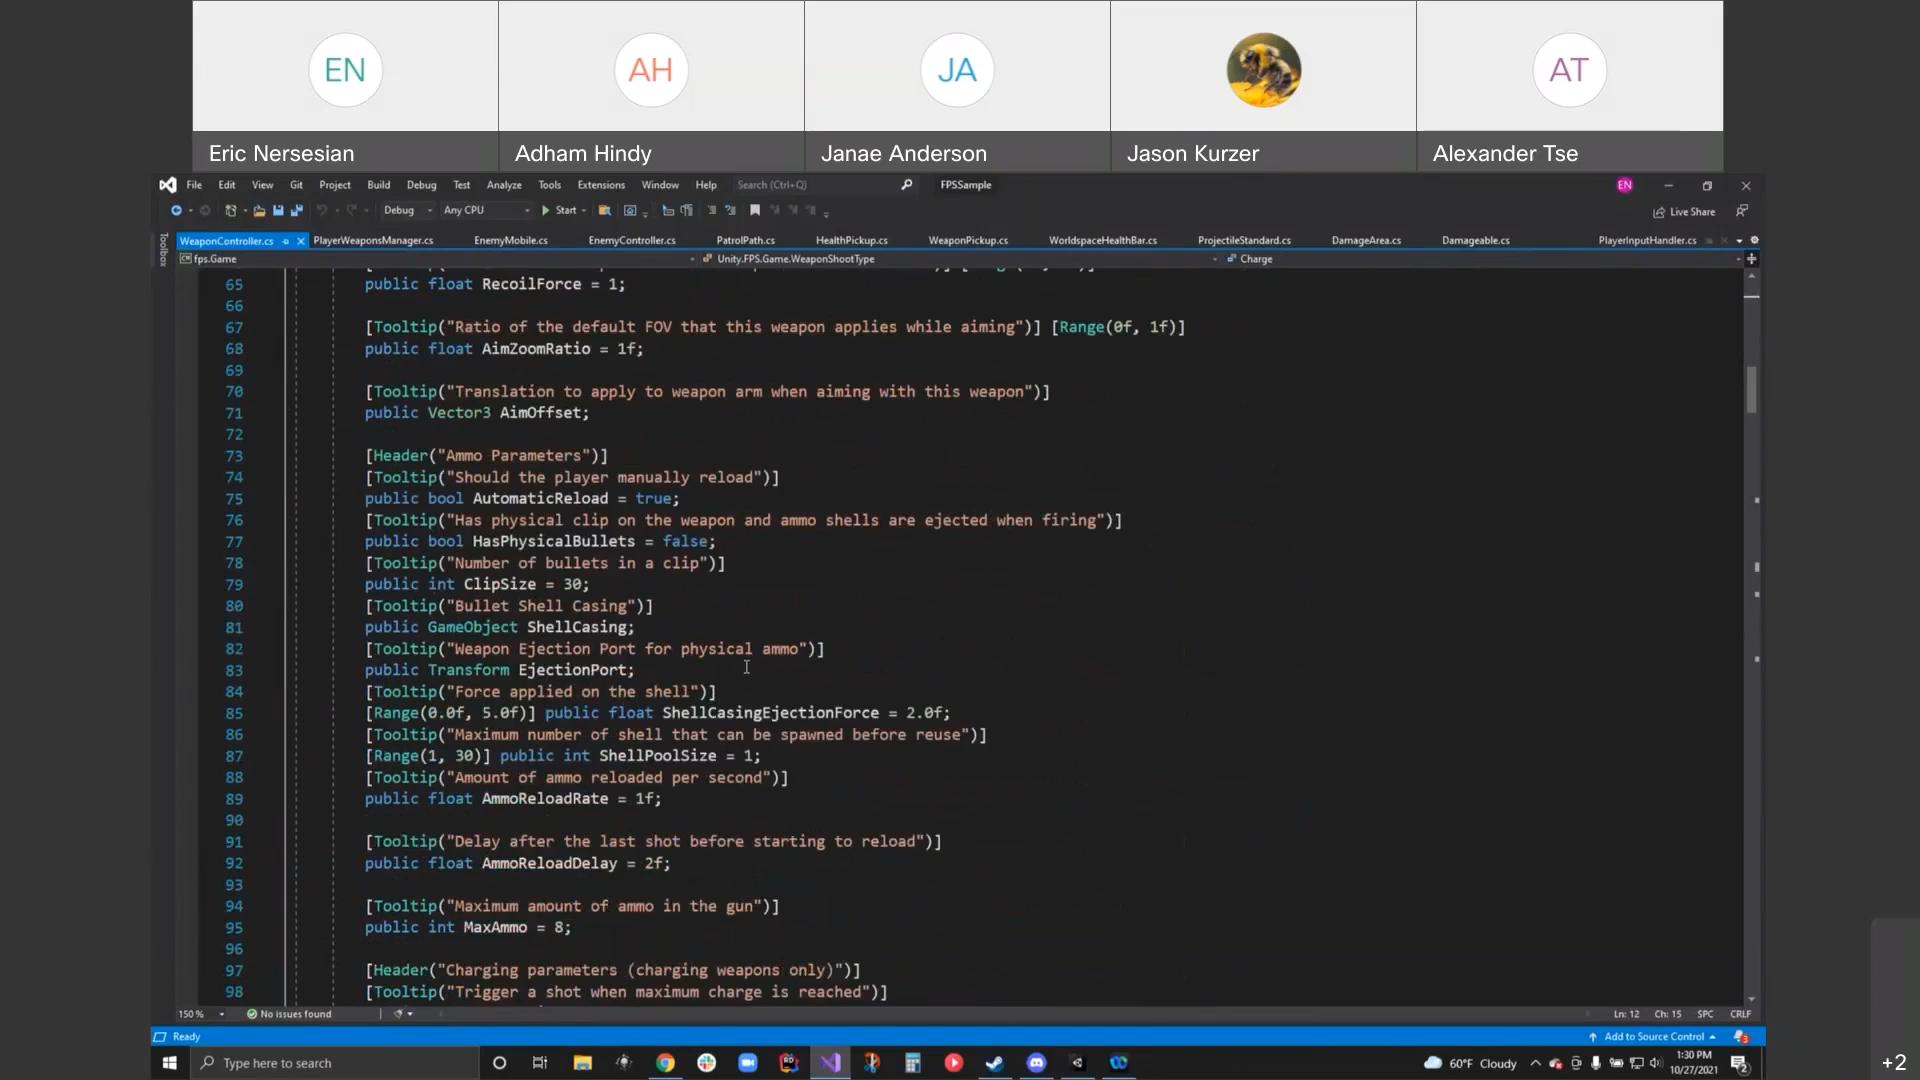 EN
AH
JA
AT
Eric Nersesian
Adham Hindy
Janae Anderson
Jason Kurzer
Alexander Tse
File Edit View Git Project Build Debug Test Analyze Tools Extensions Window Help Search (Ctrl+Q) FPSSample EN
Debug Any CPU Start Live Share
Toolbox
WeaponController.cs PlayerWeaponsManager.cs EnemyMobile.cs EnemyController.cs PatrolPath.cs HealthPickup.cs WeaponPickup.cs WorldspaceHealthBar.cs ProjectileStandard.cs DamageArea.cs Damageable.cs PlayerInputHandler.cs
fps.Game Unity.FPS.Game.WeaponShootType Charge
65 public float RecoilForce = 1;
66
67 [Tooltip("Ratio of the default FOV that this weapon applies while aiming")] [Range(0f, 1f)]
68 public float AimZoomRatio = 1f;
69
70 [Tooltip("Translation to apply to weapon arm when aiming with this weapon")]
71 public Vector3 AimOffset;
72
73 [Header("Ammo Parameters")]
74 [Tooltip("Should the player manually reload")]
75 public bool AutomaticReload = true;
76 [Tooltip("Has physical clip on the weapon and ammo shells are ejected when firing")]
77 public bool HasPhysicalBullets = false;
78 [Tooltip("Number of bullets in a clip")]
79 public int ClipSize = 30;
80 [Tooltip("Bullet Shell Casing")]
81 public GameObject ShellCasing;
82 [Tooltip("Weapon Ejection Port for physical ammo")]
83 public Transform EjectionPort;
84 [Tooltip("Force applied on the shell")]
85 [Range(0.0f, 5.0f)] public float ShellCasingEjectionForce = 2.0f;
86 [Tooltip("Maximum number of shell that can be spawned before reuse")]
87 [Range(1, 30)] public int ShellPoolSize = 1;
88 [Tooltip("Amount of ammo reloaded per second")]
89 public float AmmoReloadRate = 1f;
90
91 [Tooltip("Delay after the last shot before starting to reload")]
92 public float AmmoReloadDelay = 2f;
93
94 [Tooltip("Maximum amount of ammo in the gun")]
95 public int MaxAmmo = 8;
96
97 [Header("Charging parameters (charging weapons only)")]
98 [Tooltip("Trigger a shot when maximum charge is reached")]
150 % No issues found Ln: 12 Ch: 15 SPC CRLF
Ready Add to Source Control
Type here to search 60°F Cloudy 1:30 PM
10/27/2021
+2